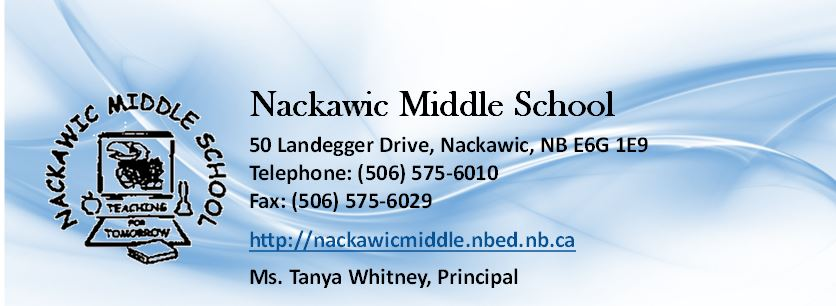 NACKAWIC MIDDLE SCHOOL
TEACHING
FOR
TOMORROW
Nackawic Middle School
50 Landegger Drive, Nackawic, NB E6G 1E9
Telephone: (506) 575-6010
Fax: (506) 575-6029
http://nackawicmiddle.nbed.nb.ca
Ms. Tanya Whitney, Principal